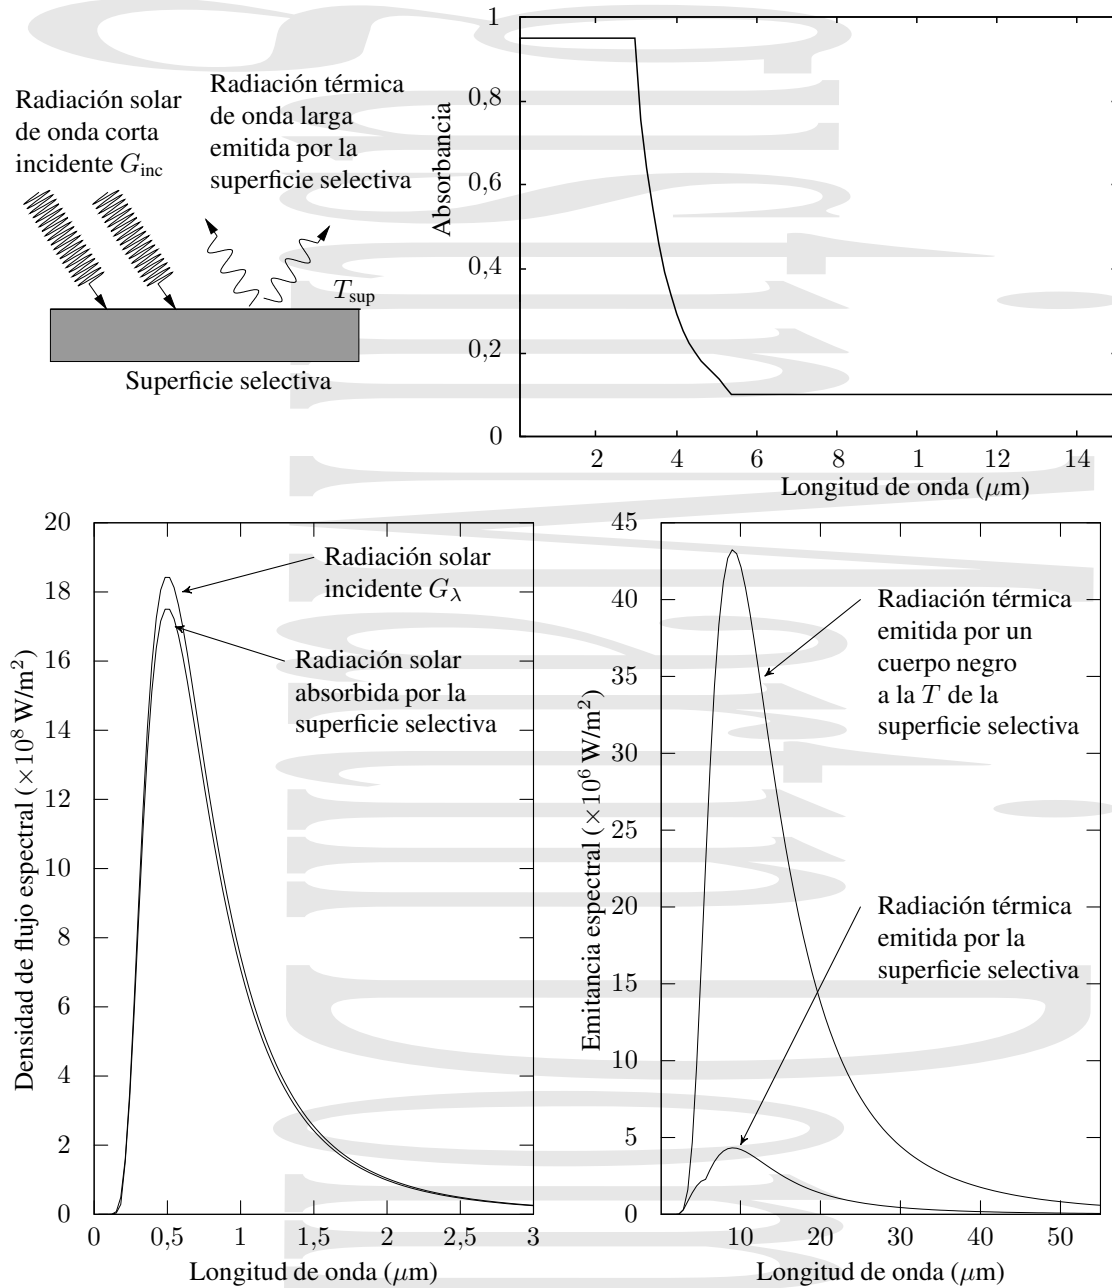 Radiación solar
de onda corta
incidente G_inc
Radiación térmica
de onda larga
emitida por la
superficie selectiva
T_sup
Superficie selectiva
Absorbancia
1
0,8
0,6
0,4
0,2
0
2
4
6
8
1
12
14
Longitud de onda (μm)
Densidad de flujo espectral (×10^8 W/m^2)
20
18
16
14
12
10
8
6
4
2
0
0
0,5
1
1,5
2
2,5
3
Longitud de onda (μm)
Radiación solar
incidente G_λ
Radiación solar
absorbida por la
superficie selectiva
Emitancia espectral (×10^6 W/m^2)
45
40
35
30
25
20
15
10
5
0
10
20
30
40
50
Longitud de onda (μm)
Radiación térmica
emitida por un
cuerpo negro
a la T de la
superficie selectiva
Radiación térmica
emitida por la
superficie selectiva